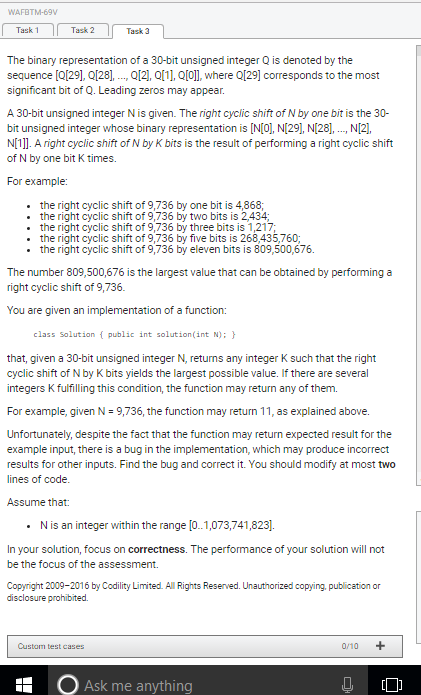 WAFBTM-69V
Task 1 Task 2 Task 3
The binary representation of a 30-bit unsigned integer Q is denoted by the
sequence [Q[29], Q[28], ..., Q[2], Q[1], Q[0]], where Q[29] corresponds to the most
significant bit of Q. Leading zeros may appear.
A 30-bit unsigned integer N is given. The right cyclic shift of N by one bit is the 30-
bit unsigned integer whose binary representation is [N[0], N[29], N[28], ..., N[2],
N[1]]. A right cyclic shift of N by K bits is the result of performing a right cyclic shift
of N by one bit K times.
For example:
• the right cyclic shift of 9,736 by one bit is 4,868;
• the right cyclic shift of 9,736 by two bits is 2,434;
• the right cyclic shift of 9,736 by three bits is 1,217;
• the right cyclic shift of 9,736 by five bits is 268,435,760;
• the right cyclic shift of 9,736 by eleven bits is 809,500,676.
The number 809,500,676 is the largest value that can be obtained by performing a
right cyclic shift of 9,736.
You are given an implementation of a function:
class Solution { public int solution(int N); }
that, given a 30-bit unsigned integer N, returns any integer K such that the right
cyclic shift of N by K bits yields the largest possible value. If there are several
integers K fulfilling this condition, the function may return any of them.
For example, given N = 9,736, the function may return 11, as explained above.
Unfortunately, despite the fact that the function may return expected result for the
example input, there is a bug in the implementation, which may produce incorrect
results for other inputs. Find the bug and correct it. You should modify at most two
lines of code.
Assume that:
• N is an integer within the range [0..1,073,741,823].
In your solution, focus on correctness. The performance of your solution will not
be the focus of the assessment.
Copyright 2009–2016 by Codility Limited. All Rights Reserved. Unauthorized copying, publication or
disclosure prohibited.
Custom test cases 0/10 +
Ask me anything